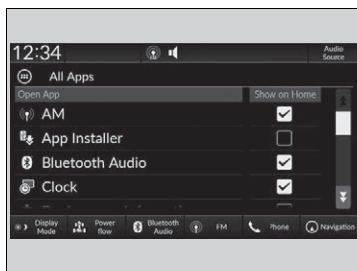 12:34
Audio
Source
All Apps
Open App
Show on Home
AM
App Installer
Bluetooth Audio
Clock
Display
Mode
Power
flow
Bluetooth
Audio
FM
Phone
Navigation